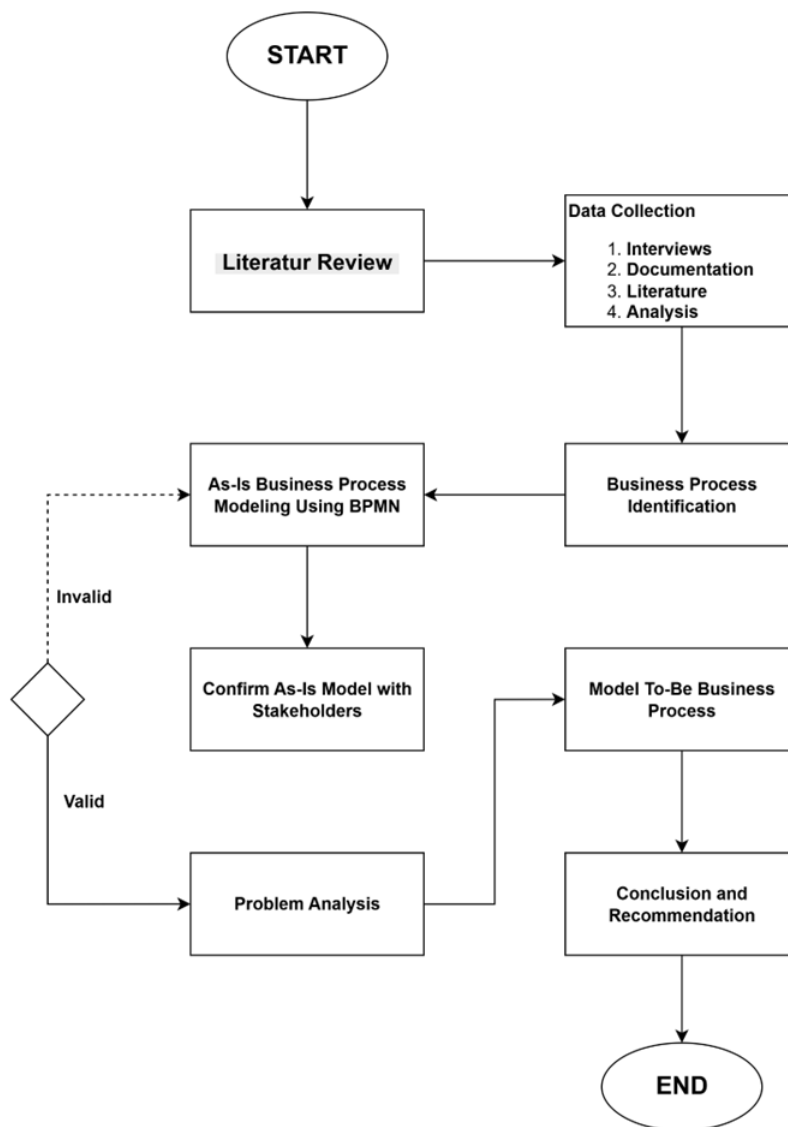 START
Literatur Review
Data Collection
1. Interviews
2. Documentation
3. Literature
4. Analysis
Business Process
Identification
As-Is Business Process
Modeling Using BPMN
Confirm As-Is Model with
Stakeholders
Invalid
Valid
Problem Analysis
Model To-Be Business
Process
Conclusion and
Recommendation
END